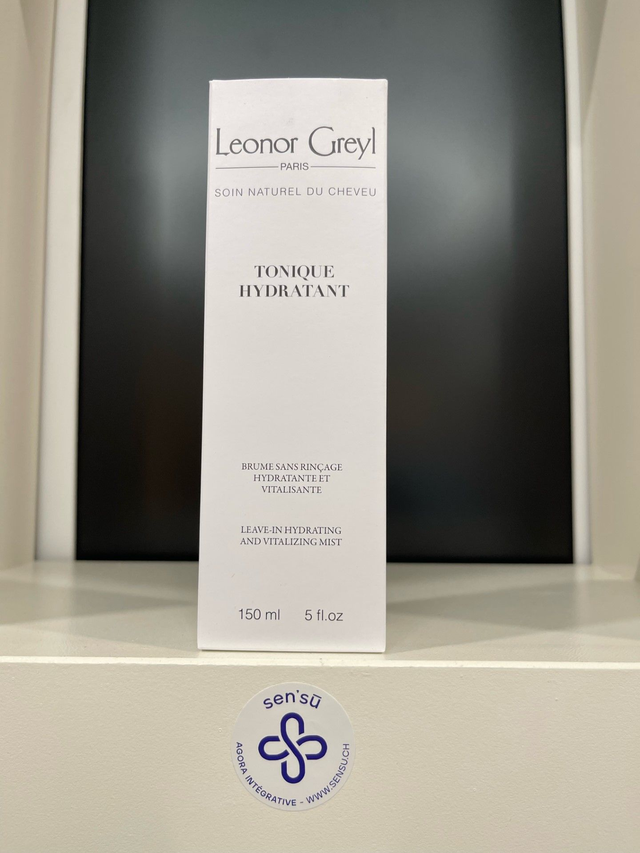 Leonor Greyl
PARIS
SOIN NATUREL DU CHEVEU
TONIQUE
HYDRATANT
BRUME SANS RINÇAGE
HYDRATANTE ET
VITALISANTE
LEAVE-IN HYDRATING
AND VITALIZING MIST
150 ml 5 fl.oz
sen'sū
AGORA INTÉGRATIVE - WWW.SENSU.CH